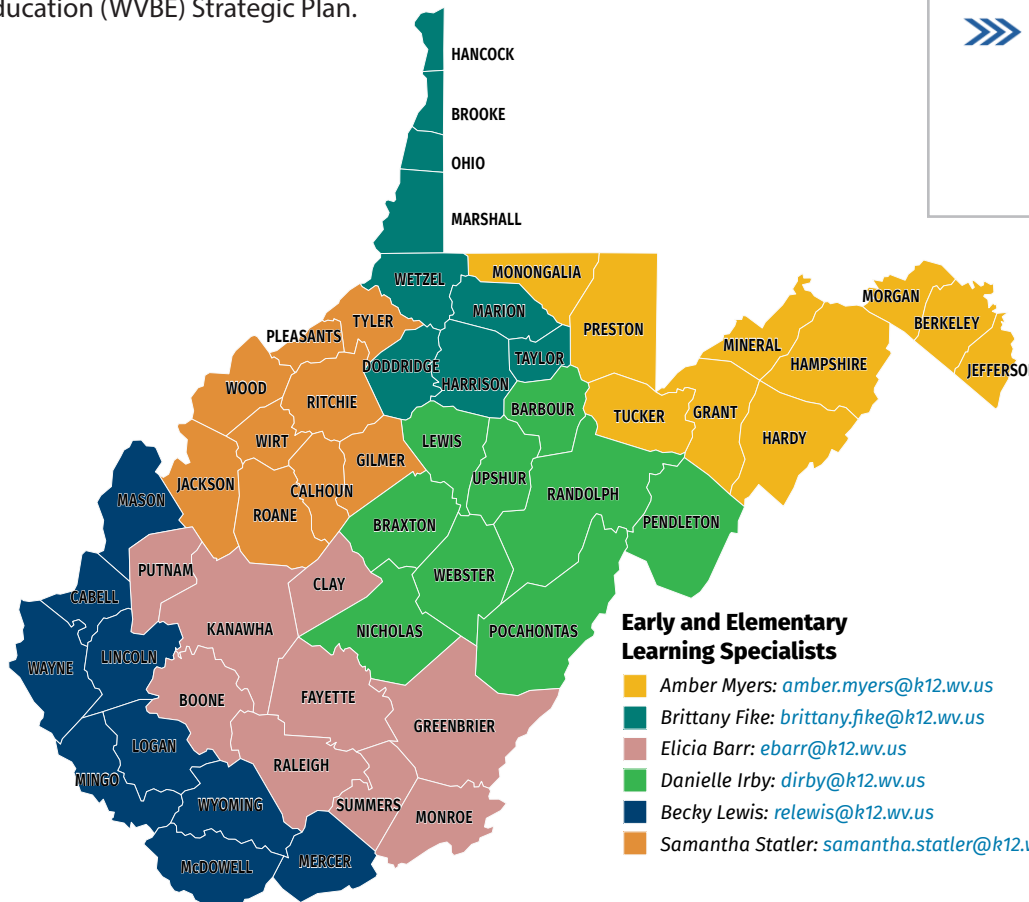 ducation (WVBE) Strategic Plan.
HANCOCK
BROOKE
OHIO
MARSHALL
WETZEL
MONONGALIA
MARION
PRESTON
MORGAN
BERKELEY
JEFFERSO
MINERAL
HAMPSHIRE
TYLER
PLEASANTS
DODDRIDGE
TAYLOR
HARRISON
WOOD
RITCHIE
BARBOUR
TUCKER
GRANT
HARDY
WIRT
LEWIS
GILMER
UPSHUR
JACKSON
CALHOUN
RANDOLPH
MASON
ROANE
BRAXTON
PENDLETON
PUTNAM
CLAY
WEBSTER
CABELL
KANAWHA
NICHOLAS
POCAHONTAS
WAYNE
LINCOLN
BOONE
FAYETTE
GREENBRIER
LOGAN
RALEIGH
MINGO
WYOMING
SUMMERS
MONROE
McDOWELL
MERCER
Early and Elementary
Learning Specialists
Amber Myers: amber.myers@k12.wv.us
Brittany Fike: brittany.fike@k12.wv.us
Elicia Barr: ebarr@k12.wv.us
Danielle Irby: dirby@k12.wv.us
Becky Lewis: relewis@k12.wv.us
Samantha Statler: samantha.statler@k12.w